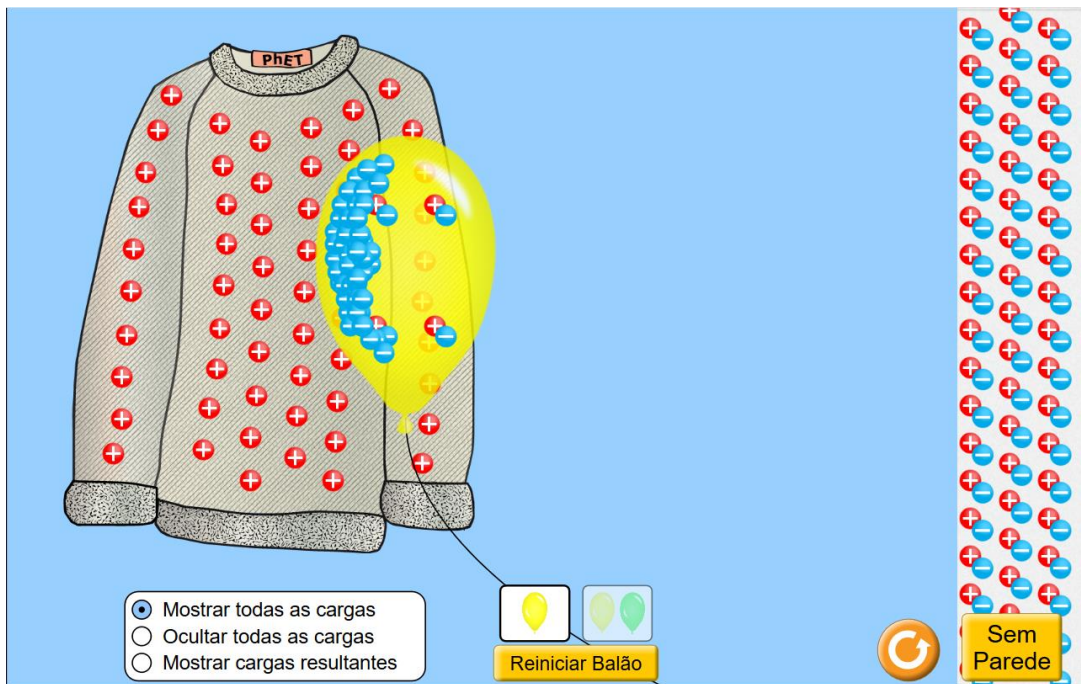 PhET
Mostrar todas as cargas
Ocultar todas as cargas
Mostrar cargas resultantes
Reiniciar Balão
Sem
Parede